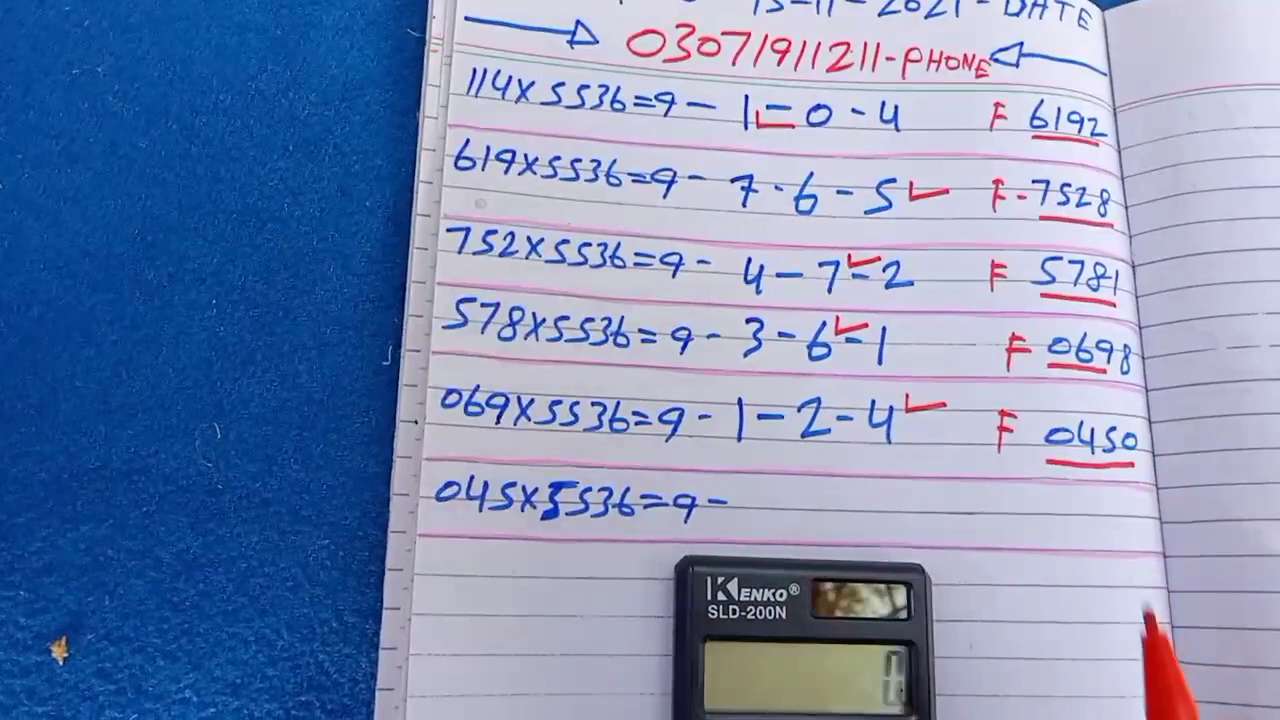 15-11-2021-DATE
03071911211-PHONE
114x5536=9-1-0-4 F 6192
619x5536=9-7-6-5 F-7528
752x5536=9-4-7-2 F 5781
578x5536=9-3-6-1 F 0698
069x5536=9-1-2-4 F 0450
045x5536=9-
KENKO®
SLD-200N
0